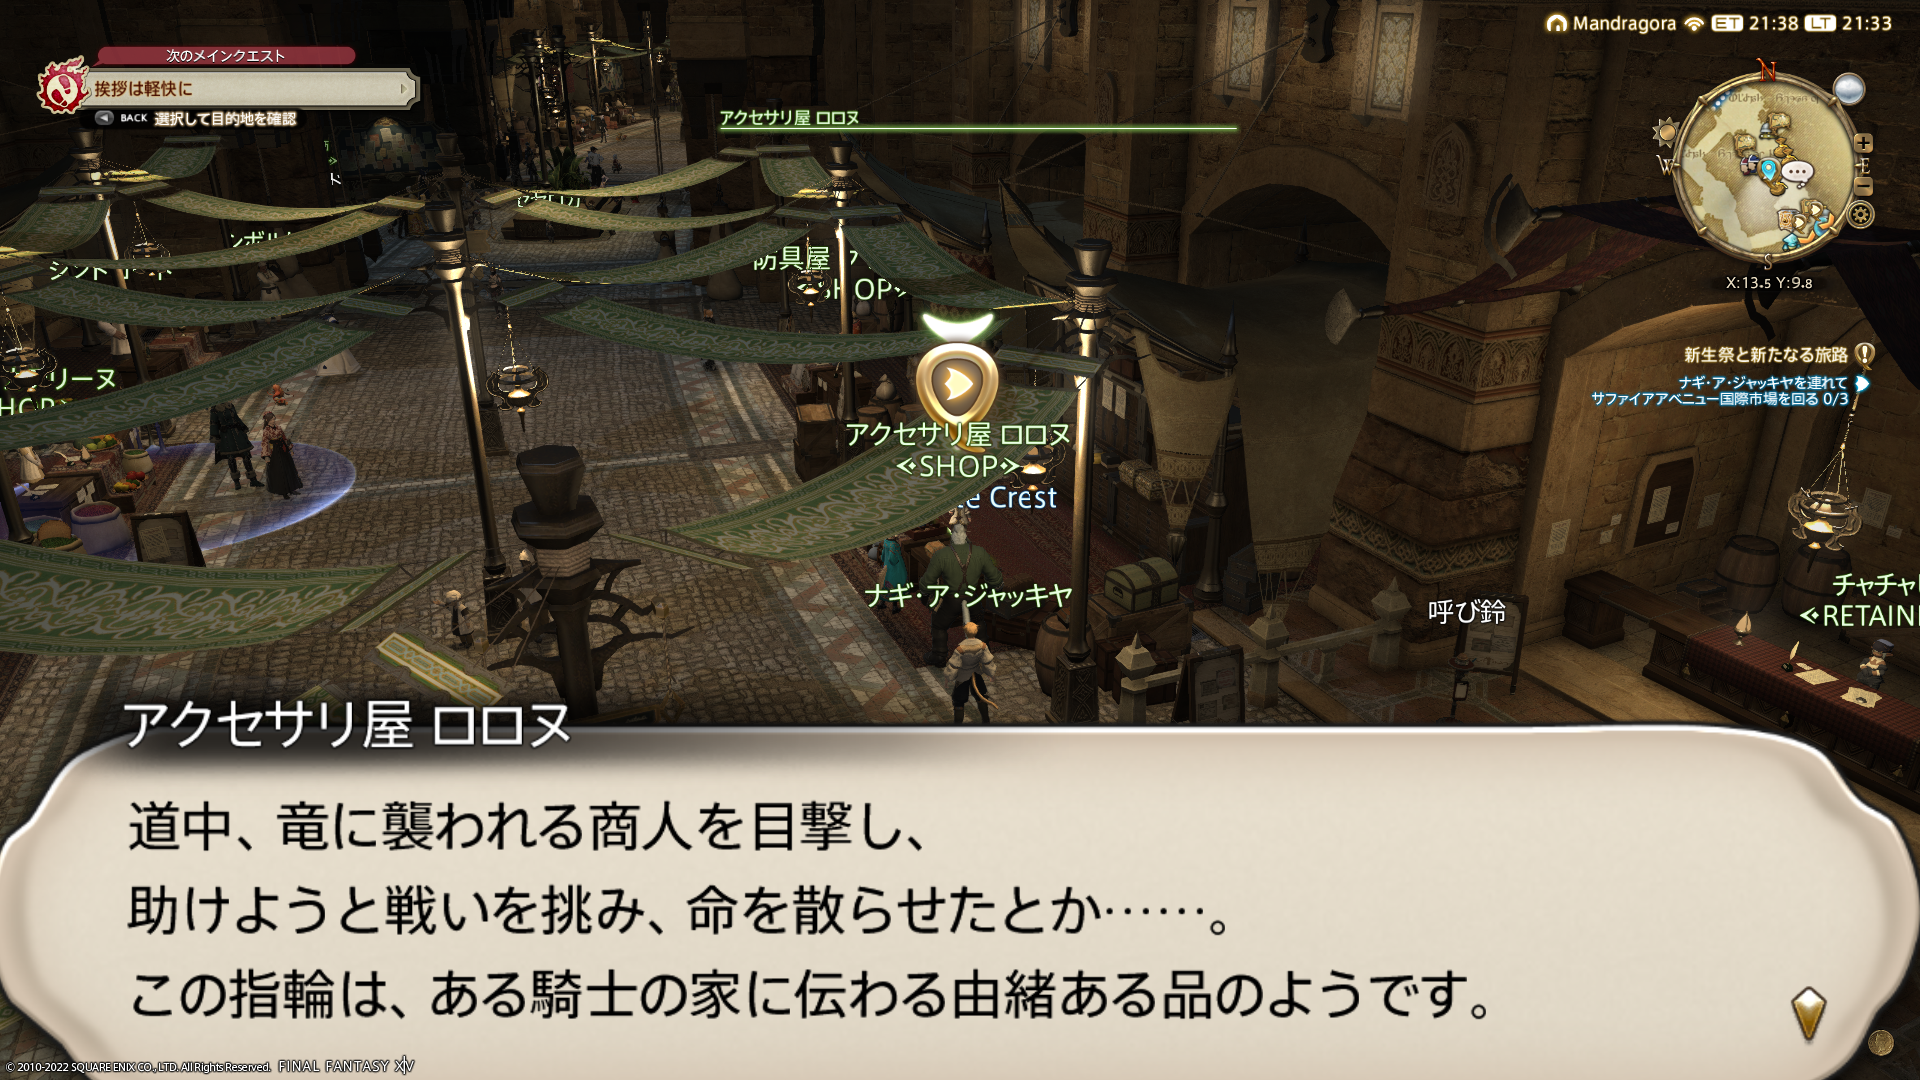 次のメインクエスト
挨拶は軽快に
BACK 選択して目的地を確認
Mandragora ET 21:38 LT 21:33
アクセサリ屋 ロロヌ
N
W
E
S
X:13.5 Y:9.8
新生祭と新たなる旅路
ナギ・ア・ジャッキヤを連れて
サファイアアベニュー国際市場を回る 0/3
リーヌ
防具屋
SHOP
アクセサリ屋 ロロヌ
SHOP
Crest
ナギ・ア・ジャッキヤ
呼び鈴
チャチャ
アクセサリ屋 ロロヌ
道中、竜に襲われる商人を目撃し、
助けようと戦いを挑み、命を散らせたとか……。
この指輪は、ある騎士の家に伝わる由緒ある品のようです。
© 2010-2022 SQUARE ENIX CO., LTD. All Rights Reserved. FINAL FANTASY XIV